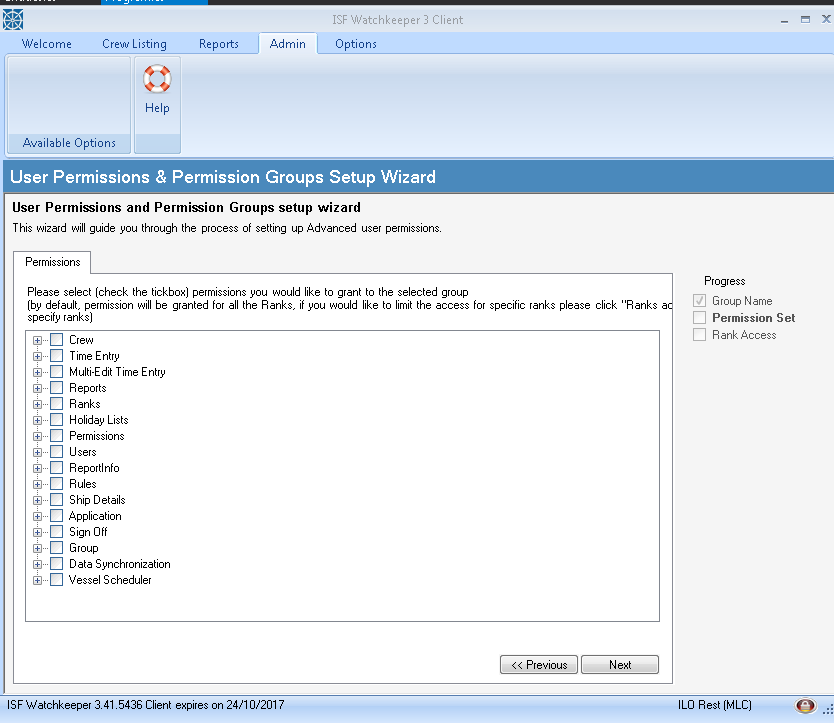 ISF Watchkeeper 3 Client
Welcome Crew Listing Reports Admin Options
Help
Available Options
User Permissions & Permission Groups Setup Wizard
User Permissions and Permission Groups setup wizard
This wizard will guide you through the process of setting up Advanced user permissions.
Permissions
Please select (check the tickbox) permissions you would like to grant to the selected group
(by default, permission will be granted for all the Ranks, if you would like to limit the access for specific ranks please click "Ranks ac
specify ranks)
Crew
Time Entry
Multi-Edit Time Entry
Reports
Ranks
Holiday Lists
Permissions
Users
ReportInfo
Rules
Ship Details
Application
Sign Off
Group
Data Synchronization
Vessel Scheduler
<< Previous Next
Progress
Group Name
Permission Set
Rank Access
ISF Watchkeeper 3.41.5436 Client expires on 24/10/2017 ILO Rest (MLC)